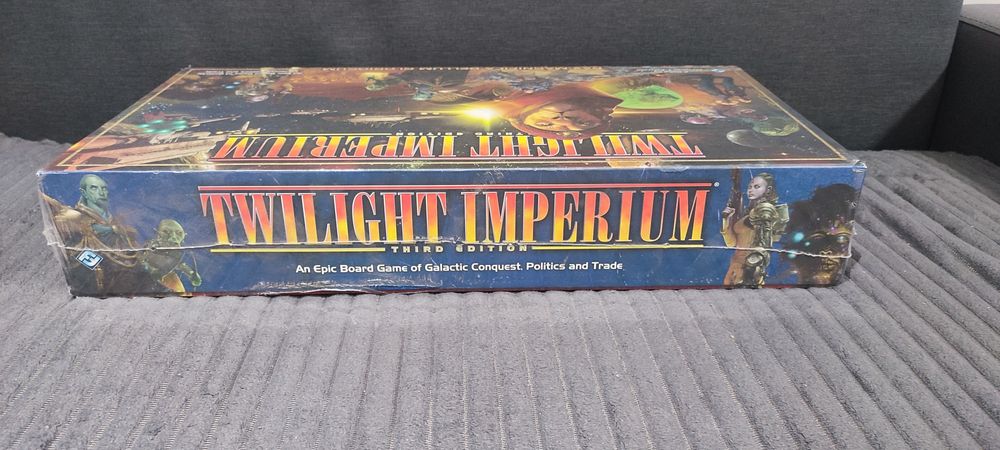 TWILIGHT IMPERIUM
THIRD EDITION
TWILIGHT IMPERIUM®
THIRD EDITION
An Epic Board Game of Galactic Conquest, Politics and Trade